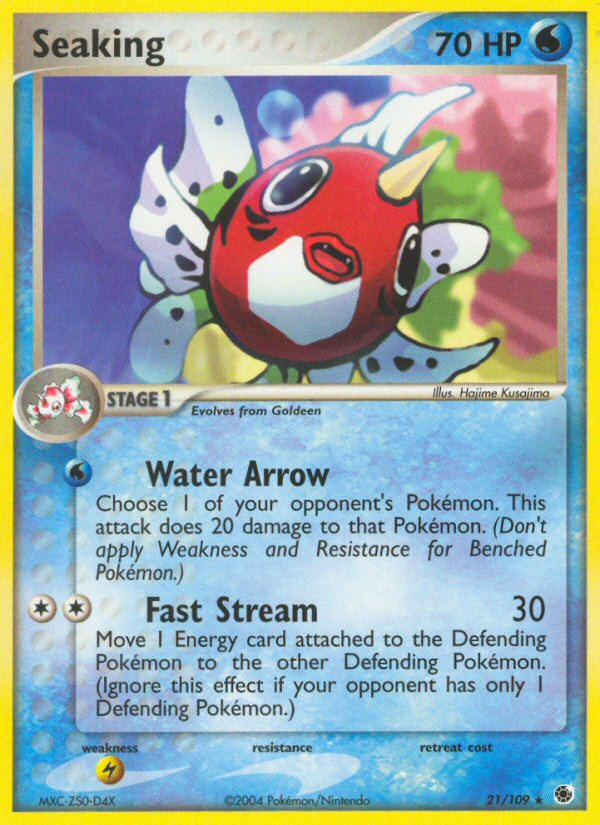 Seaking
70 HP
STAGE 1
Illus. Hajime Kusajima
Evolves from Goldeen
Water Arrow
Choose 1 of your opponent's Pokémon. This
attack does 20 damage to that Pokémon. (Don't
apply Weakness and Resistance for Benched
Pokémon.)
Fast Stream 30
Move 1 Energy card attached to the Defending
Pokémon to the other Defending Pokémon.
(Ignore this effect if your opponent has only 1
Defending Pokémon.)
weakness resistance retreat cost
MXC-ZS0-D4X ©2004 Pokémon/Nintendo 21/109 ★